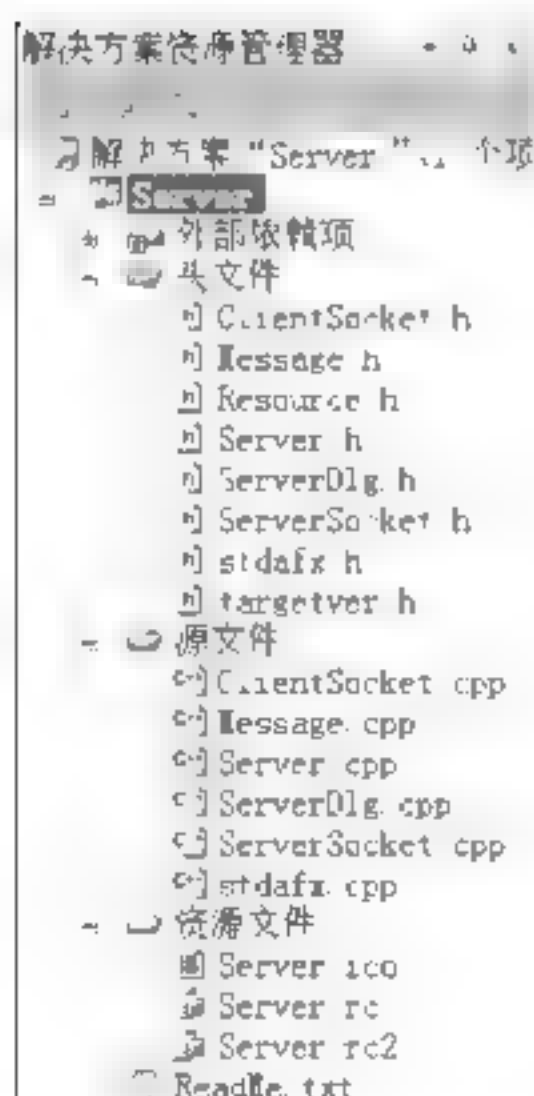 解决方案资源管理器
解决方案 "Server" (1 个项
Server
外部依赖项
头文件
ClientSocket.h
Message.h
Resource.h
Server.h
ServerDlg.h
ServerSocket.h
stdafx.h
targetver.h
源文件
ClientSocket.cpp
Message.cpp
Server.cpp
ServerDlg.cpp
ServerSocket.cpp
stdafx.cpp
资源文件
Server.ico
Server.rc
Server.rc2
ReadMe.txt